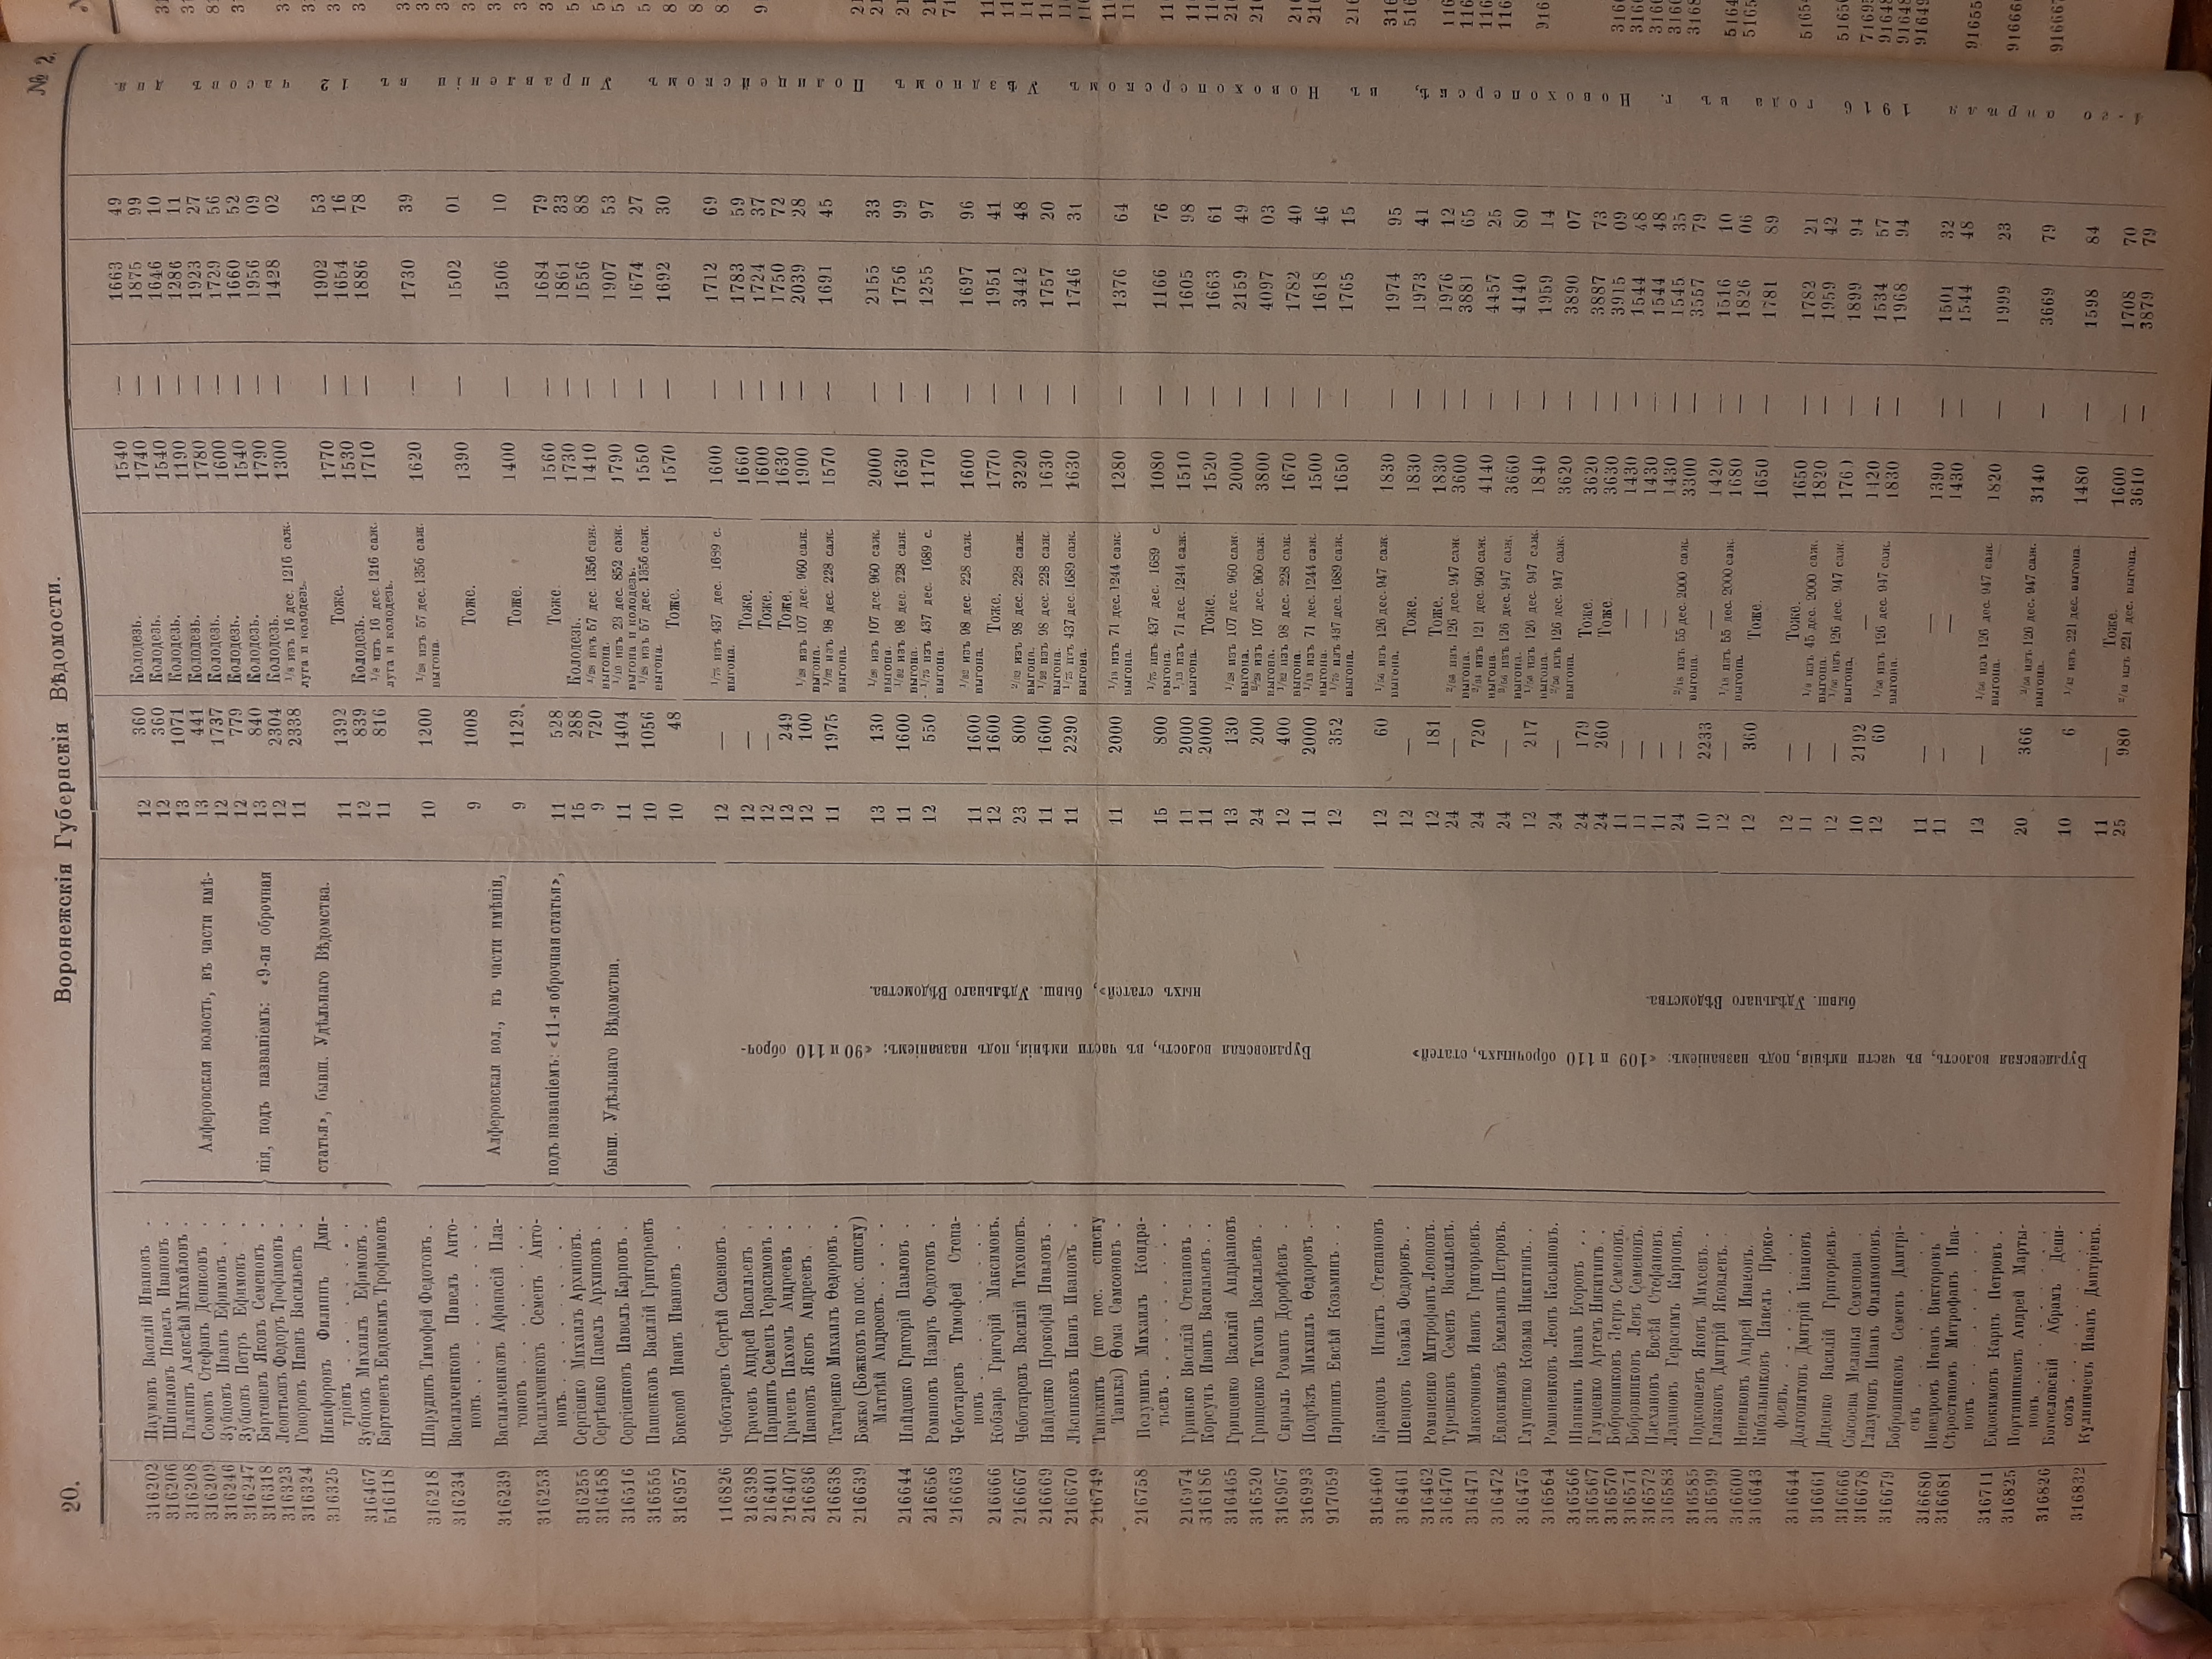 20.
Воронежскія Губернскія Вѣдомости.
№ 2.
316202 Наумовъ Василій Ивановъ . 12 360 Колодезь. 1540 — 1663 49
316206 Шипиловъ Павелъ Ивановъ . 12 360 Колодезь. 1740 — 1875 99
316208 Галкинъ Алексѣй Михайловъ . 13 1071 Колодезь. 1540 — 1646 10
316209 Сомовъ Стефанъ Денисовъ . 13 441 Колодезь. 1190 — 1286 11
316246 Зубцовъ Иванъ Ефимовъ . . 12 1737 Колодезь. 1780 — 1923 27
316247 Зубцовъ Петръ Ефимовъ . 12 779 Колодезь. 1600 — 1729 56
316318 Бартеневъ Яковъ Семеновъ . 13 840 Колодезь. 1540 — 1660 52
316323 Леонтьевъ Федоръ Трофимовъ . 12 2304 Колодезь. 1790 — 1956 09
316324 Говоровъ Иванъ Васильевъ . 11 2338 1/8 изъ 16 дес. 1216 саж. 1300 — 1428 02
луга и колодезь.
316325 Никифоровъ Филиппъ Дми-
тріевъ . . . . . . . 11 1392 Тоже. 1770 — 1902 53
316467 Зубцовъ Михаилъ Ефимовъ . 12 839 Колодезь. 1530 — 1654 16
516118 Бартеневъ Евдокимъ Трофимовъ 11 816 1/8 изъ 16 дес. 1216 саж. 1710 — 1886 78
луга и колодезь.
Алферовская волость, въ части имѣ-
нія, подъ названіемъ: «9-ая оброчная
статья», бывш. Удѣльнаго Вѣдомства.
316218 Шарудинъ Тимофей Федотовъ . 10 1200 1/28 изъ 57 дес. 1356 саж. 1620 — 1730 39
выгона.
316234 Васильченковъ Павелъ Анто-
новъ. . . . . . . . . 9 1008 Тоже. 1390 — 1502 01
316239 Васильченковъ Афанасій Пла-
тоновъ . . . . . . . 9 1129 Тоже. 1400 — 1506 10
316253 Васильченковъ Семенъ Анто-
новъ. . . . . . . . . 11 528 Тоже. 1560 — 1684 79
316255 Сергіенко Михаилъ Архиповъ. 15 288 Колодезь. 1730 — 1861 33
316458 Сергѣенко Павелъ Архиповъ . 9 720 1/28 изъ 57 дес. 1356 саж. 1410 — 1556 88
выгона.
316516 Сергіенковъ Павелъ Карповъ . 11 1404 1/10 изъ 23 дес. 852 саж. 1790 — 1907 53
выгона и колодезь.
316555 Пащенковъ Василій Григорьевъ 10 1056 1/28 изъ 57 дес. 1356 саж. 1550 — 1674 27
выгона.
316957 Боковой Иванъ Ивановъ . . 10 48 Тоже. 1570 — 1692 30
Алферовская вол., въ части имѣнія,
подъ названіемъ: «11-я оброчная статья»,
бывш. Удѣльнаго Вѣдомства.
116826 Чеботаревъ Сергѣй Семеновъ . 12 — 1/75 изъ 437 дес. 1689 с. 1600 — 1712 69
выгона.
216398 Грачевъ Андрей Васильевъ . 12 — Тоже. 1660 — 1783 59
216401 Паршинъ Семенъ Герасимовъ . 12 — Тоже. 1600 — 1724 37
216407 Грачевъ Пахомъ Андреевъ . 12 249 Тоже. 1630 — 1750 72
216636 Ивановъ Яковъ Андреевъ . . 12 100 1/28 изъ 107 дес. 960 саж. 1900 — 2039 28
выгона.
216638 Татаренко Михаилъ Ѳедоровъ . 11 1975 1/32 изъ 98 дес. 228 саж. 1570 — 1691 45
выгона.
216639 Божко (Божковъ по пос. списку)
Матвѣй Андреевъ. . . . . 13 130 1/28 изъ 107 дес. 960 саж. 2000 — 2155 33
выгона.
216644 Найденко Григорій Павловъ . 11 1600 1/32 изъ 98 дес. 228 саж. 1630 — 1756 99
выгона.
216656 Романовъ Назаръ Федотовъ . 12 550 1/75 изъ 437 дес. 1689 с. 1170 — 1255 97
выгона.
216663 Чеботаревъ Тимофей Степа-
новъ . . . . . . . . 11 1600 1/32 изъ 98 дес. 228 саж. 1600 — 1697 96
выгона.
216666 Кобзарь Григорій Максимовъ. 12 1600 Тоже. 1770 — 1951 41
216667 Чеботаревъ Василій Тихоновъ. 23 800 2/32 изъ 98 дес. 228 саж. 3220 — 3442 48
выгона.
216669 Найденко Прокофій Павловъ . 11 1600 1/32 изъ 98 дес. 228 саж. 1630 — 1757 20
выгона.
216670 Лѣсниковъ Иванъ Ивановъ . 11 2290 1/75 изъ 437 дес. 1689 саж. 1630 — 1746 31
выгона.
216749 Танькинъ (по пос. списку
Танька) Ѳома Самсоновъ . 11 2000 1/18 изъ 71 дес. 1244 саж. 1280 — 1376 64
выгона.
216758 Полунинъ Михаилъ Кондра-
тьевъ . . . . . . . . . 15 800 1/75 изъ 437 дес. 1689 с. 1080 — 1166 76
выгона.
216974 Гринько Василій Степановъ . 11 2000 1/18 изъ 71 дес. 1244 саж. 1510 — 1605 98
выгона.
316186 Корсунъ Иванъ Васильевъ . . 11 2000 Тоже. 1520 — 1663 61
316465 Грищенко Василій Андріановъ 13 130 1/28 изъ 107 дес. 960 саж. 2000 — 2159 49
выгона.
316520 Грищенко Тихонъ Васильевъ . 24 200 2/28 изъ 107 дес. 960 саж. 3800 — 4097 03
выгона.
316967 Скрыль Романъ Дорофѣевъ . 12 400 1/32 изъ 98 дес. 228 саж. 1670 — 1782 40
выгона.
316993 Подрѣзъ Михаилъ Ѳедоровъ . 11 2000 1/18 изъ 71 дес. 1244 саж. 1500 — 1618 46
выгона.
917059 Паршинъ Евсѣй Козьминъ . . 12 352 1/75 изъ 437 дес. 1689 саж. 1650 — 1765 15
выгона.
Бурляевская волость, въ части имѣнія, подъ названіемъ: «90 и 110 оброч-
ныхъ статей», бывш. Удѣльнаго Вѣдомства.
316460 Кравцовъ Игнатъ Степановъ 12 60 1/56 изъ 126 дес. 947 саж. 1830 — 1974 95
выгона.
316461 Шевцовъ Козьма Федоровъ. . 12 — Тоже. 1830 — 1973 41
316462 Романенко Митрофанъ Леонов. 12 181 Тоже. 1830 — 1976 12
316470 Туренковъ Семенъ Васильевъ. 24 — 2/56 изъ 126 дес. 947 саж. 3600 — 3881 65
выгона.
316471 Макогоновъ Иванъ Григорьевъ. 24 720 2/34 изъ 121 дес. 960 саж. 4140 — 4457 25
выгона.
316472 Евдокимовъ Емельянъ Петровъ. 24 — 2/56 изъ 126 дес. 947 саж. 3660 — 4140 80
выгона.
316475 Глущенко Козьма Никитинъ. . 12 217 1/56 изъ 126 дес. 947 саж. 1840 — 1959 14
выгона.
316564 Романенковъ Леонъ Касьяновъ. 24 — 2/56 изъ 126 дес. 947 саж. 3620 — 3890 07
выгона.
316566 Шапкинъ Иванъ Егоровъ . . 24 179 Тоже. 3620 — 3887 73
316567 Глущенко Артемъ Никитинъ . . 24 260 Тоже. 3630 — 3915 09
316570 Бобровниковъ Петръ Семеновъ. 11 — — 1430 — 1544 48
316571 Бобровниковъ Левъ Семеновъ. 11 — — 1430 — 1544 48
316572 Плехановъ Евсѣй Стефановъ. 11 — — 1430 — 1545 35
316583 Ладановъ Герасимъ Карповъ. 24 — 2/18 изъ 55 дес. 2000 саж. 3300 — 3557 79
выгона.
316585 Подкопаевъ Яковъ Михеевъ. . 10 2233 — 1420 — 1516 10
316599 Глазковъ Дмитрій Яковлевъ. . 12 — 1/18 изъ 55 дес. 2000 саж. 1680 — 1826 06
выгона.
316600 Нененковъ Андрей Ивановъ. 12 360 Тоже. 1650 — 1781 89
316643 Кибальниковъ Павелъ Проко-
фьевъ. . . . . . . . 12 — Тоже. 1650 — 1782 21
316644 Долгопятовъ Дмитрій Ивановъ 11 — 1/9 изъ 45 дес. 2000 саж. 1820 — 1959 42
выгона.
316661 Диденко Василій Григорьевъ. 12 — 1/56 изъ 126 дес. 947 саж. 1760 — 1899 94
выгона.
316666 Сысоева Меланья Семенова . 10 2192 — 1420 — 1534 57
316678 Глазуновъ Иванъ Филимоновъ. 12 60 1/56 изъ 126 дес. 947 саж. 1830 — 1968 94
выгона.
316679 Бобровниковъ Семенъ Дмитрі-
евъ . . . . . . . 11 — — 1390 — 1501 32
316680 Неведровъ Иванъ Викторовъ 11 — — 1430 — 1544 48
316681 Сѣростановъ Митрофанъ Ива-
новъ . . . . . . . . 12 — 1/56 изъ 126 дес. 947 саж. 1820 — 1999 23
выгона.
316711 Евдокимовъ Карпъ Петровъ . 20 366 2/56 изъ 126 дес. 947 саж. 3140 — 3669 79
выгона.
316825 Портянниковъ Андрей Марты-
новъ . . . . . . . . 10 6 1/42 изъ 221 дес. выгона. 1480 — 1598 84
316826 Богословскій Абрамъ Дени-
совъ . . . . . . . . 11 — Тоже. 1600 — 1708 70
316832 Кулиничевъ Иванъ Дмитріевъ. 25 980 2/42 изъ 221 дес. выгона. 3610 — 3879 79
Бурляевская волость, въ части имѣнія, подъ названіемъ: «109 и 110 оброчныхъ, статей»
бывш. Удѣльнаго Вѣдомства.
4-го апрѣля 1916 года въ г. Новохоперскѣ, въ Новохоперскомъ Уѣздномъ Полицейскомъ Управленіи въ 12 часовъ дня.